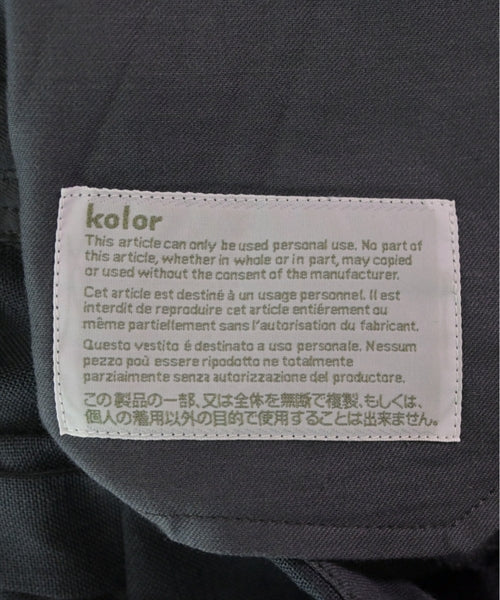 kolor
This article can only be used personal use. No part of
this article, whether in whole or in part, may copied
or used without the consent of the manufacturer.
Cet article est destiné à un usage personnel. Il est
interdit de reproduire cet article entiérement ou
même partiellement sans l'autorisation du fabricant.
Questo vestito é destinato a uso personale. Nessum
pezzo poù essere ripodotto ne totalmente
parziaimente senza autorizzazione del productore.
この製品の一部、又は全体を無断で複製、もしくは、
個人の着用以外の目的で使用することは出来ません。